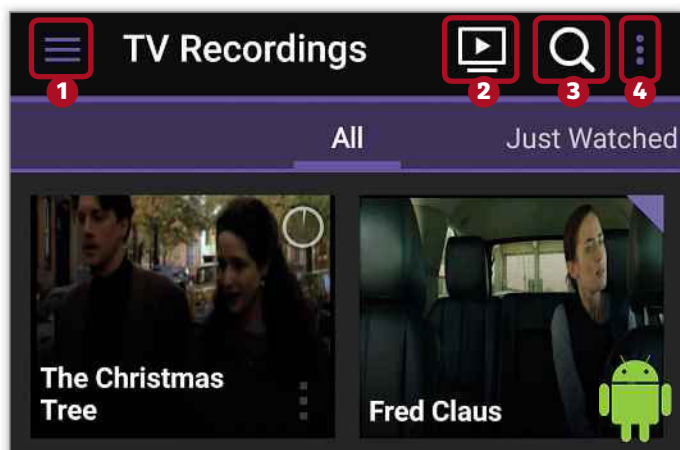 TV Recordings
1
2
3
4
All
Just Watched
The Christmas
Tree
Fred Claus